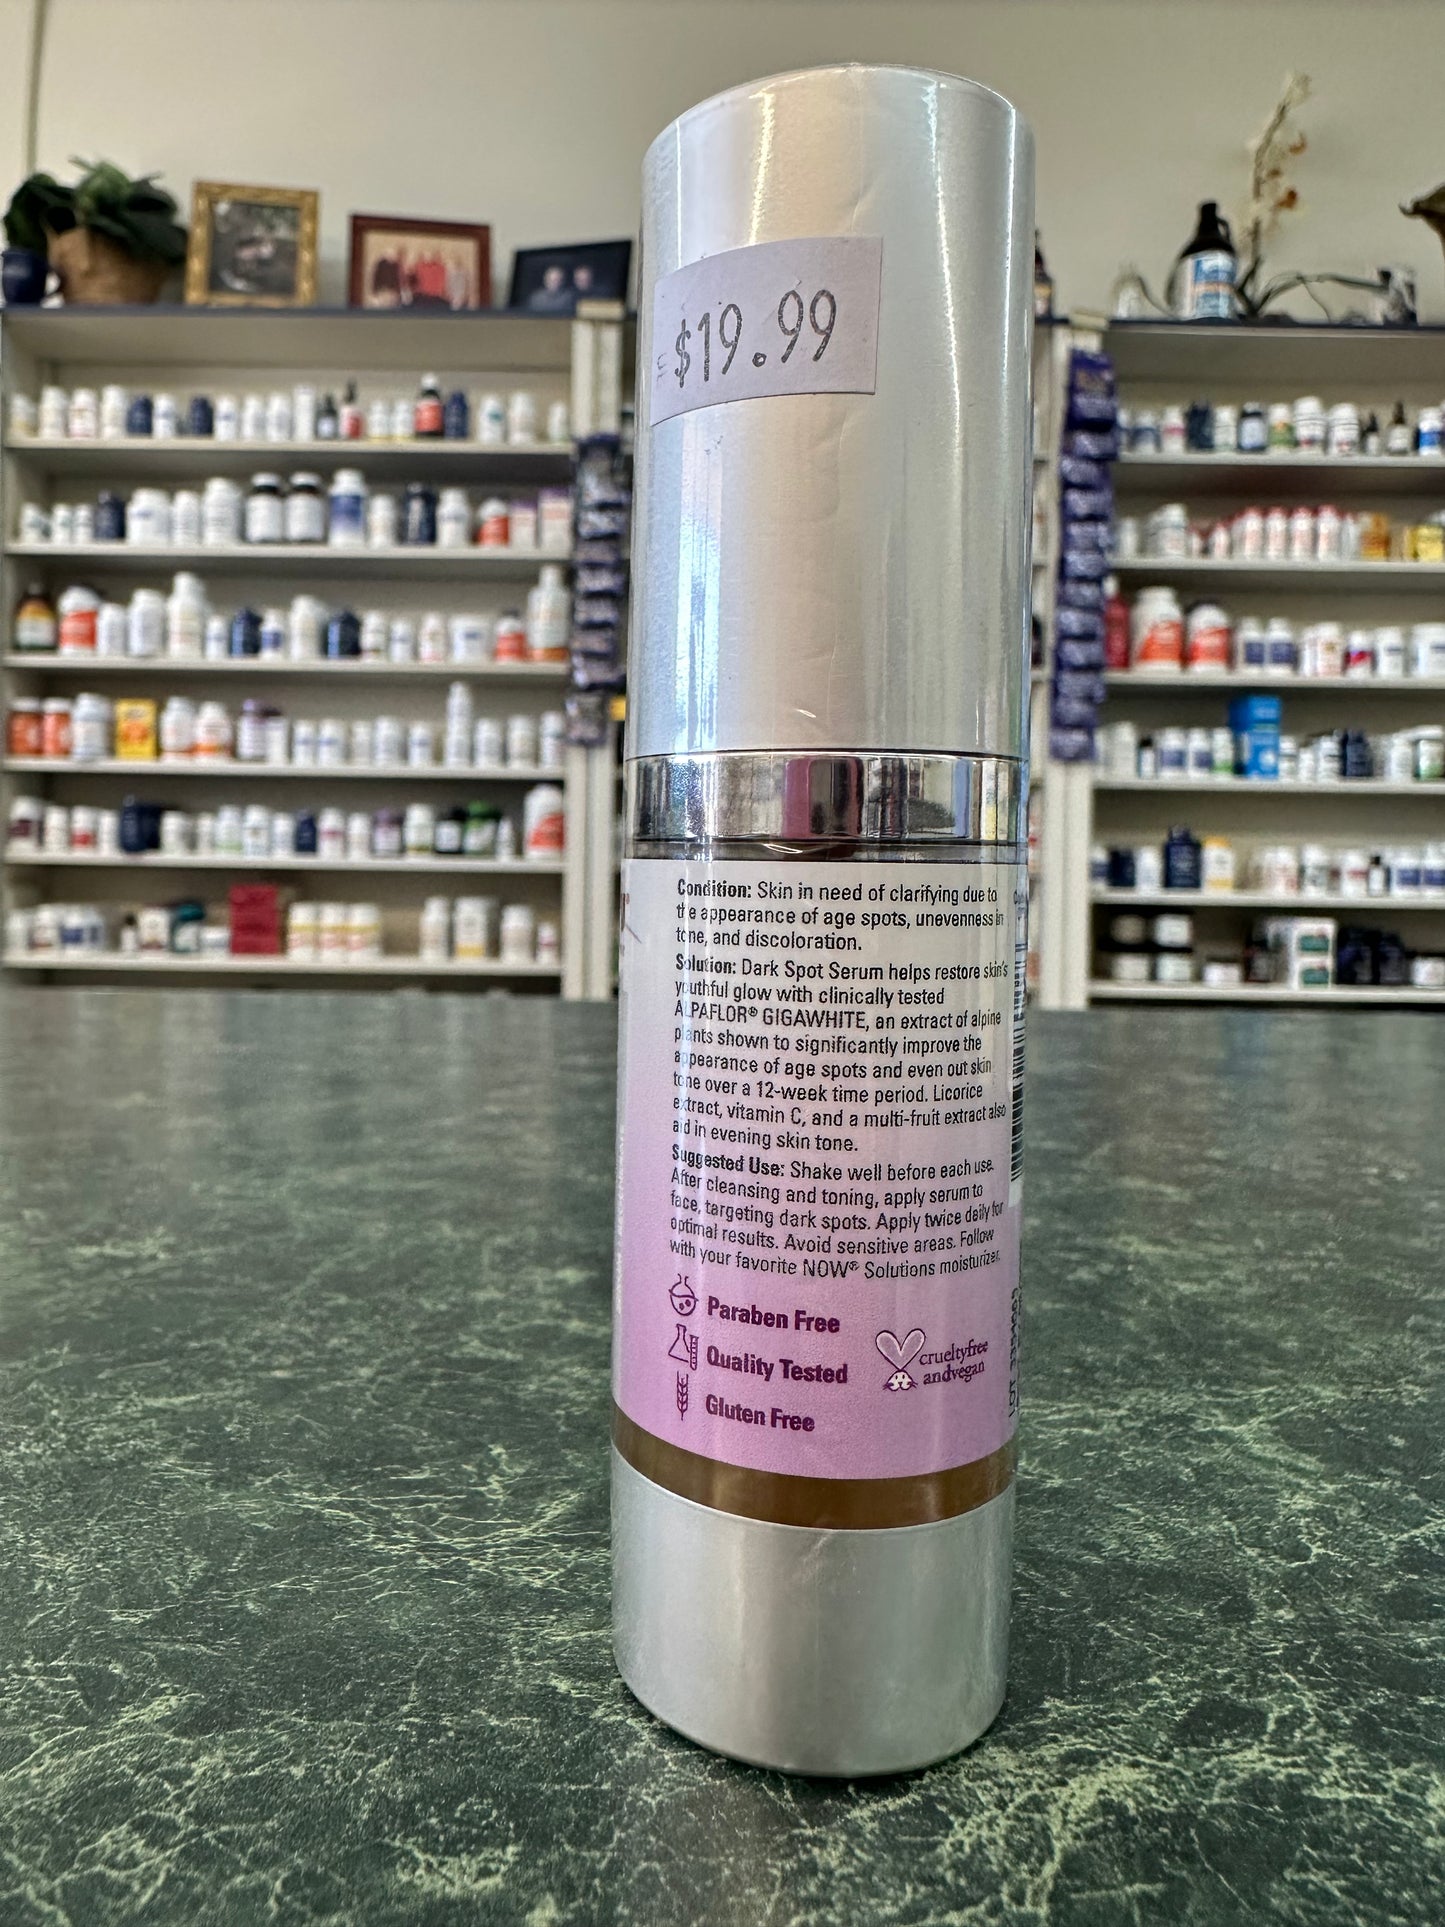 $19.99
Condition: Skin in need of clarifying due to
the appearance of age spots, unevenness in
tone, and discoloration.
Solution: Dark Spot Serum helps restore skin's
youthful glow with clinically tested
ALPAFLOR® GIGAWHITE, an extract of alpine
plants shown to significantly improve the
appearance of age spots and even out skin
tone over a 12-week time period. Licorice
extract, vitamin C, and a multi-fruit extract also
aid in evening skin tone.
Suggested Use: Shake well before each use.
After cleansing and toning, apply serum to
face, targeting dark spots. Apply twice daily for
optimal results. Avoid sensitive areas. Follow
with your favorite NOW® Solutions moisturizer.
Paraben Free
Quality Tested
Gluten Free
crueltyfree
andvegan
LOT